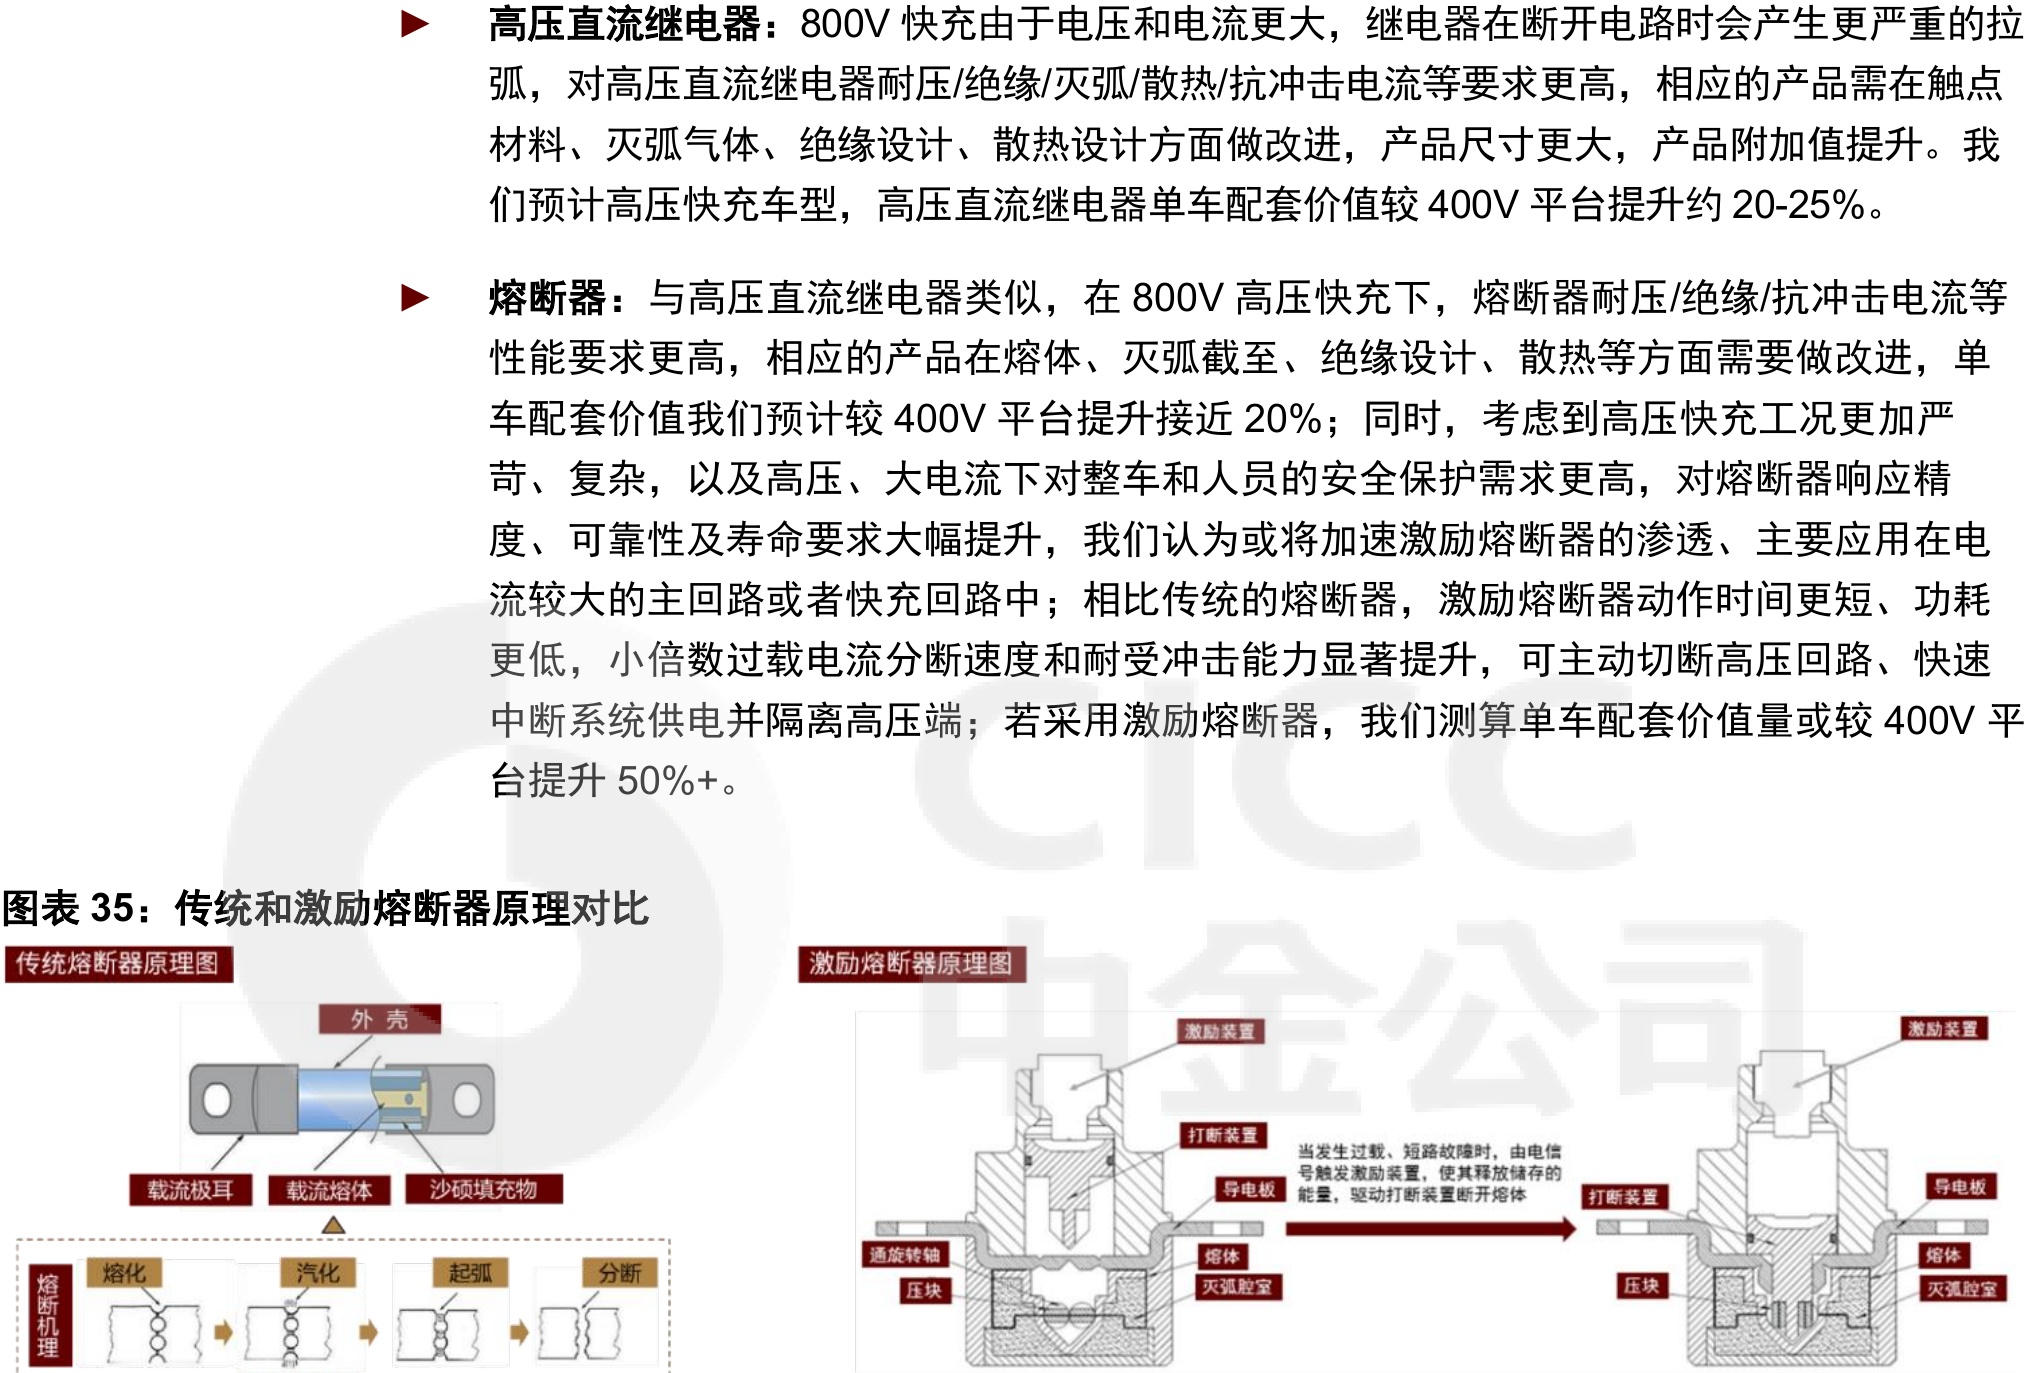 高压直流继电器：800V 快充由于电压和电流更大，继电器在断开电路时会产生更严重的拉
弧，对高压直流继电器耐压/绝缘/灭弧/散热/抗冲击电流等要求更高，相应的产品需在触点
材料、灭弧气体、绝缘设计、散热设计方面做改进，产品尺寸更大，产品附加值提升。我
们预计高压快充车型，高压直流继电器单车配套价值较 400V 平台提升约 20-25%。
熔断器：与高压直流继电器类似，在 800V 高压快充下，熔断器耐压/绝缘/抗冲击电流等
性能要求更高，相应的产品在熔体、灭弧截至、绝缘设计、散热等方面需要做改进，单
车配套价值我们预计较 400V 平台提升接近 20%；同时，考虑到高压快充工况更加严
苛、复杂，以及高压、大电流下对整车和人员的安全保护需求更高，对熔断器响应精
度、可靠性及寿命要求大幅提升，我们认为或将加速激励熔断器的渗透、主要应用在电
流较大的主回路或者快充回路中；相比传统的熔断器，激励熔断器动作时间更短、功耗
更低，小倍数过载电流分断速度和耐受冲击能力显著提升，可主动切断高压回路、快速
中断系统供电并隔离高压端；若采用激励熔断器，我们测算单车配套价值量或较 400V 平
台提升 50%+。
CICC
中金公司
图表 35：传统和激励熔断器原理对比
传统熔断器原理图
外 壳
载流极耳
载流熔体
沙硕填充物
熔断机理
熔化
汽化
起弧
分断
激励熔断器原理图
激励装置
打断装置
导电板
通旋转轴
熔体
压块
灭弧腔室
当发生过载、短路故障时，由电信
号触发激励装置，使其释放储存的
能量，驱动打断装置断开熔体
激励装置
打断装置
导电板
熔体
压块
灭弧腔室